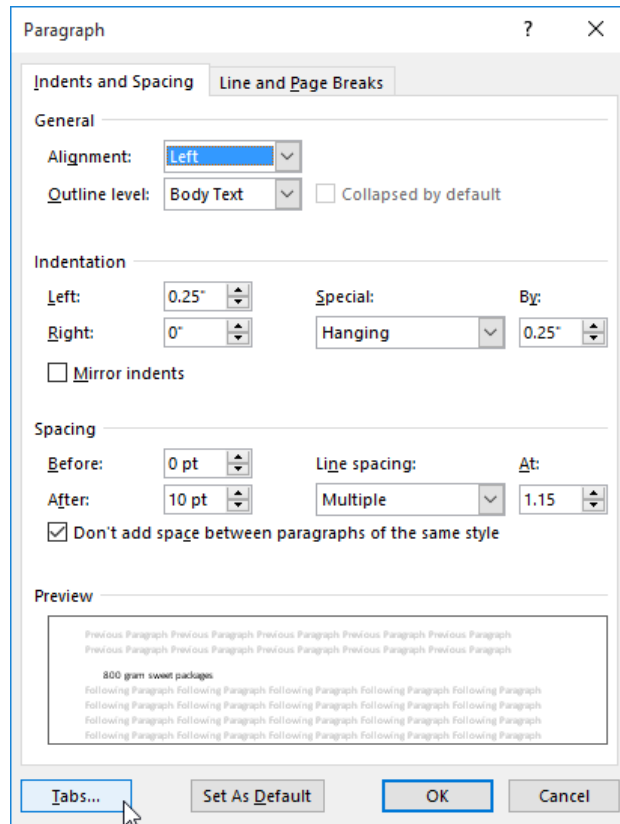 Paragraph ?
Indents and Spacing Line and Page Breaks
General
Alignment: Left
Outline level: Body Text Collapsed by default
Indentation
Left: 0.25" Special: By:
Right: 0" Hanging 0.25"
Mirror indents
Spacing
Before: 0 pt Line spacing: At:
After: 10 pt Multiple 1.15
Don't add space between paragraphs of the same style
Preview
Previous Paragraph Previous Paragraph Previous Paragraph Previous Paragraph Previous Paragraph
Previous Paragraph Previous Paragraph Previous Paragraph Previous Paragraph Previous Paragraph
800 gram sweet packages
Following Paragraph Following Paragraph Following Paragraph Following Paragraph Following Paragraph
Following Paragraph Following Paragraph Following Paragraph Following Paragraph Following Paragraph
Following Paragraph Following Paragraph Following Paragraph Following Paragraph Following Paragraph
Following Paragraph Following Paragraph Following Paragraph Following Paragraph Following Paragraph
Tabs... Set As Default OK Cancel